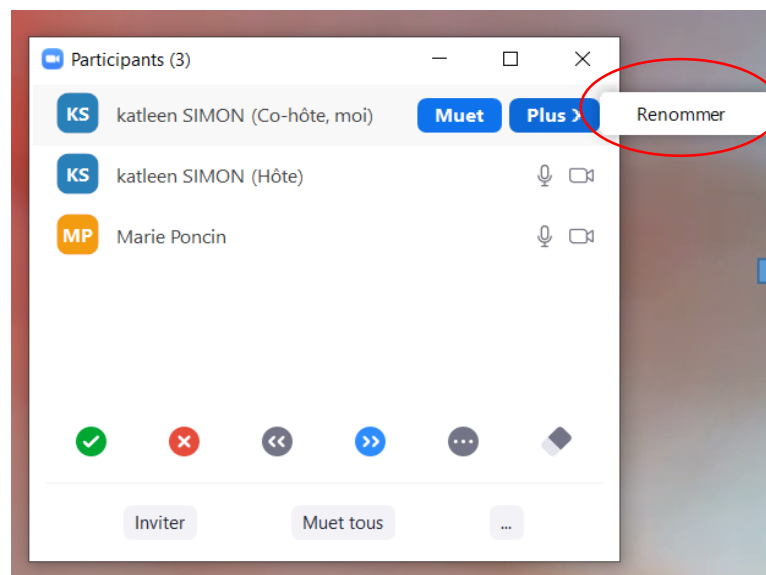 Participants (3)
KS katleen SIMON (Co-hôte, moi) Muet Plus > Renommer
KS katleen SIMON (Hôte)
MP Marie Poncin
Inviter Muet tous ...